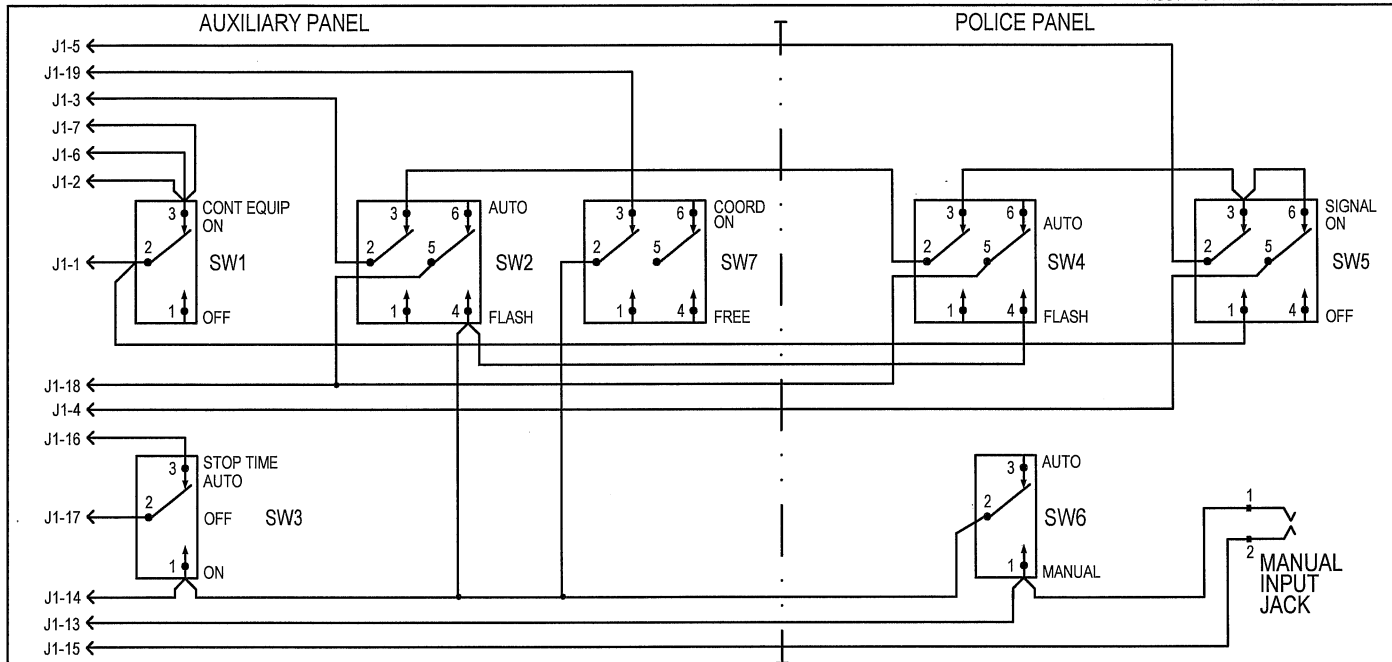 AUXILIARY PANEL
POLICE PANEL
J1-5
J1-19
J1-3
J1-7
J1-6
J1-2
J1-1
3 CONT EQUIP
ON
2
SW1
1 OFF
3 6 AUTO
2 5
SW2
1 4 FLASH
3 6 COORD
ON
2 5
SW7
1 4 FREE
3 6 AUTO
2 5
SW4
1 4 FLASH
3 6 SIGNAL
ON
2 5
SW5
1 4 OFF
J1-18
J1-4
J1-16
J1-17
3 STOP TIME
AUTO
2 OFF SW3
1 ON
3 AUTO
2
SW6
1 MANUAL
1
2
MANUAL
INPUT
JACK
J1-14
J1-13
J1-15